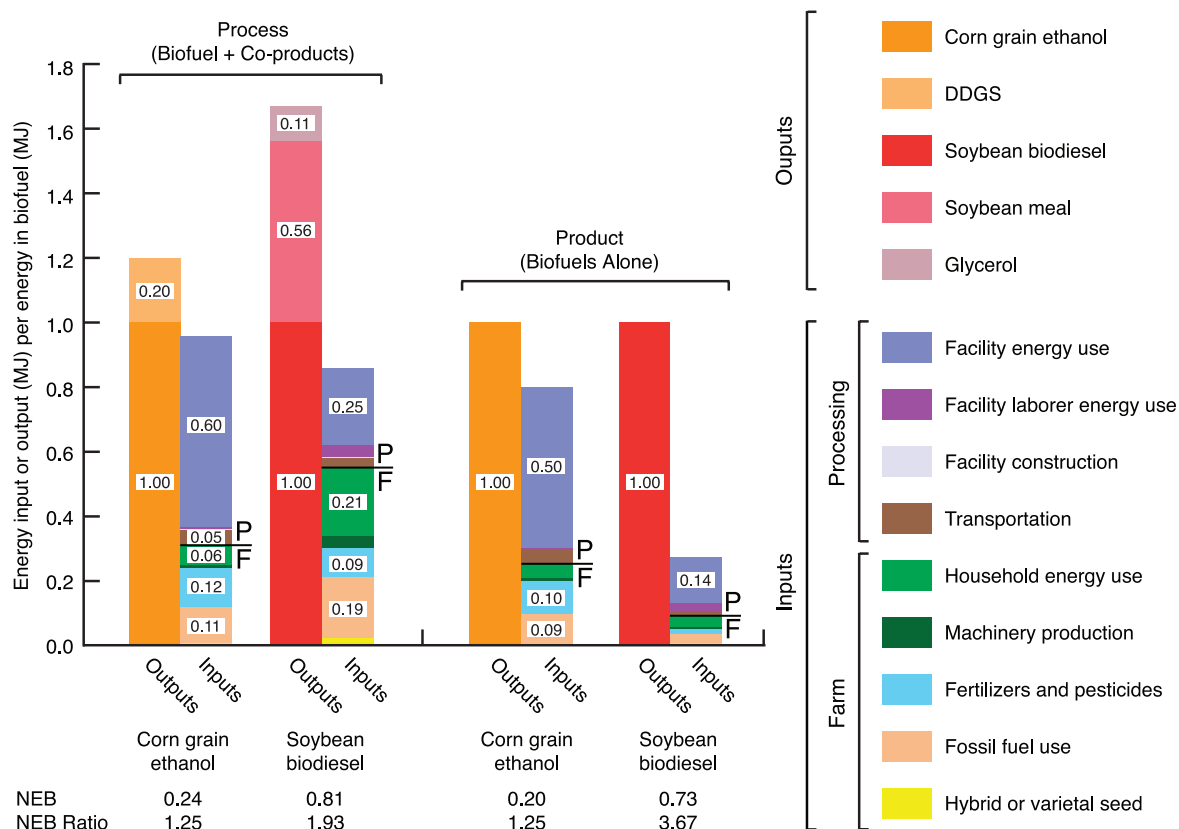 Process
(Biofuel + Co-products)
Energy input or output (MJ) per energy in biofuel (MJ)
1.8
1.6
1.4
1.2
1.0
0.8
0.6
0.4
0.2
0.0
0.20
1.00
0.60
0.05
P
0.06
F
0.12
0.11
0.11
0.56
1.00
0.25
P
F
0.21
0.09
0.19
Product
(Biofuels Alone)
1.00
0.50
P
F
0.10
0.09
1.00
0.14
P
F
Outputs
Inputs
Outputs
Inputs
Outputs
Inputs
Outputs
Inputs
Corn grain
ethanol
Soybean
biodiesel
Corn grain
ethanol
Soybean
biodiesel
NEB 0.24 0.81 0.20 0.73
NEB Ratio 1.25 1.93 1.25 3.67
Ouputs
Corn grain ethanol
DDGS
Soybean biodiesel
Soybean meal
Glycerol
Inputs
Processing
Facility energy use
Facility laborer energy use
Facility construction
Transportation
Farm
Household energy use
Machinery production
Fertilizers and pesticides
Fossil fuel use
Hybrid or varietal seed